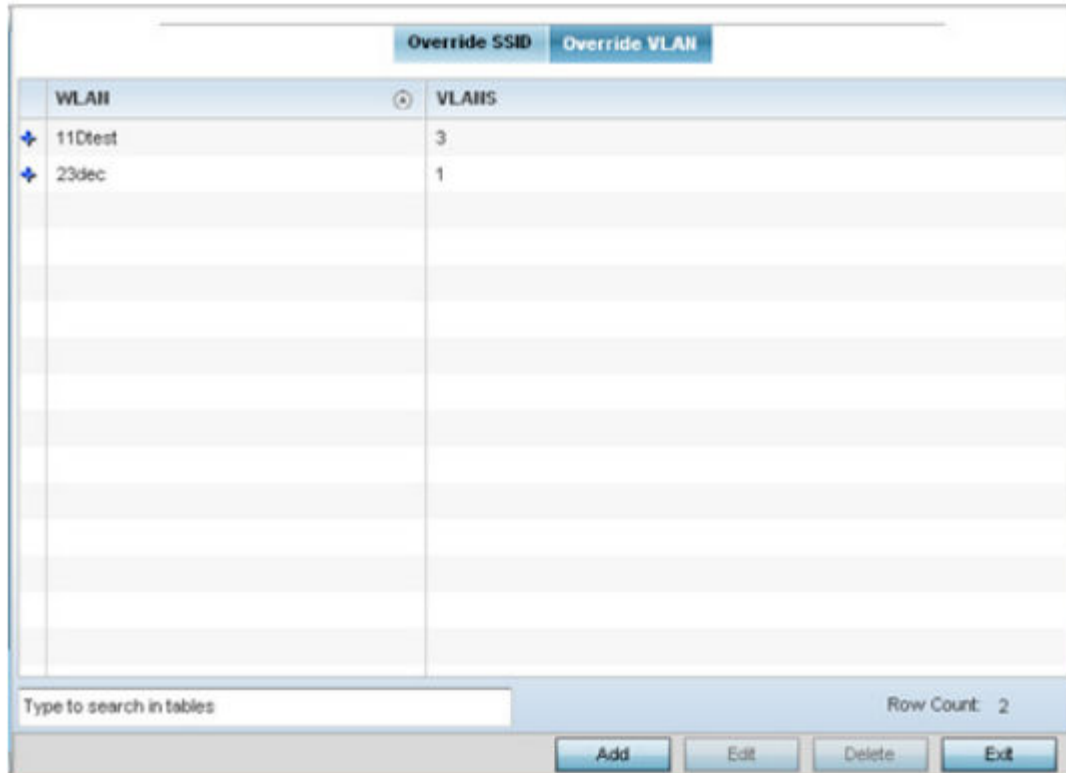 Override SSID Override VLAN
WLAN VLANS
11Dtest 3
23dec 1
Type to search in tables Row Count: 2
Add Edit Delete Exit